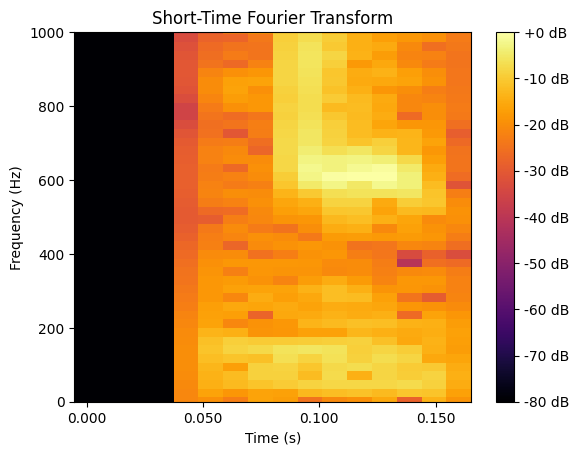 Short-Time Fourier Transform
1000
800
600
400
200
0
Frequency (Hz)
0.000
0.050
0.100
0.150
Time (s)
+0 dB
-10 dB
-20 dB
-30 dB
-40 dB
-50 dB
-60 dB
-70 dB
-80 dB